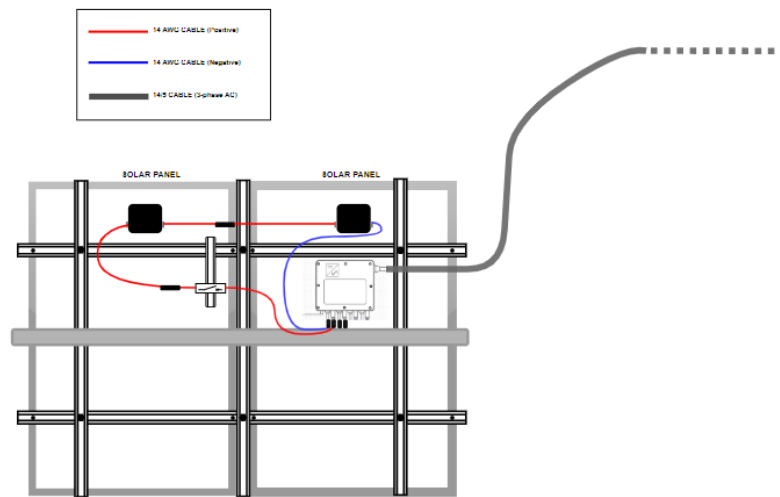 14 AWG CABLE (Positive)
14 AWG CABLE (Negative)
14/5 CABLE (3-phase AC)
SOLAR PANEL
SOLAR PANEL